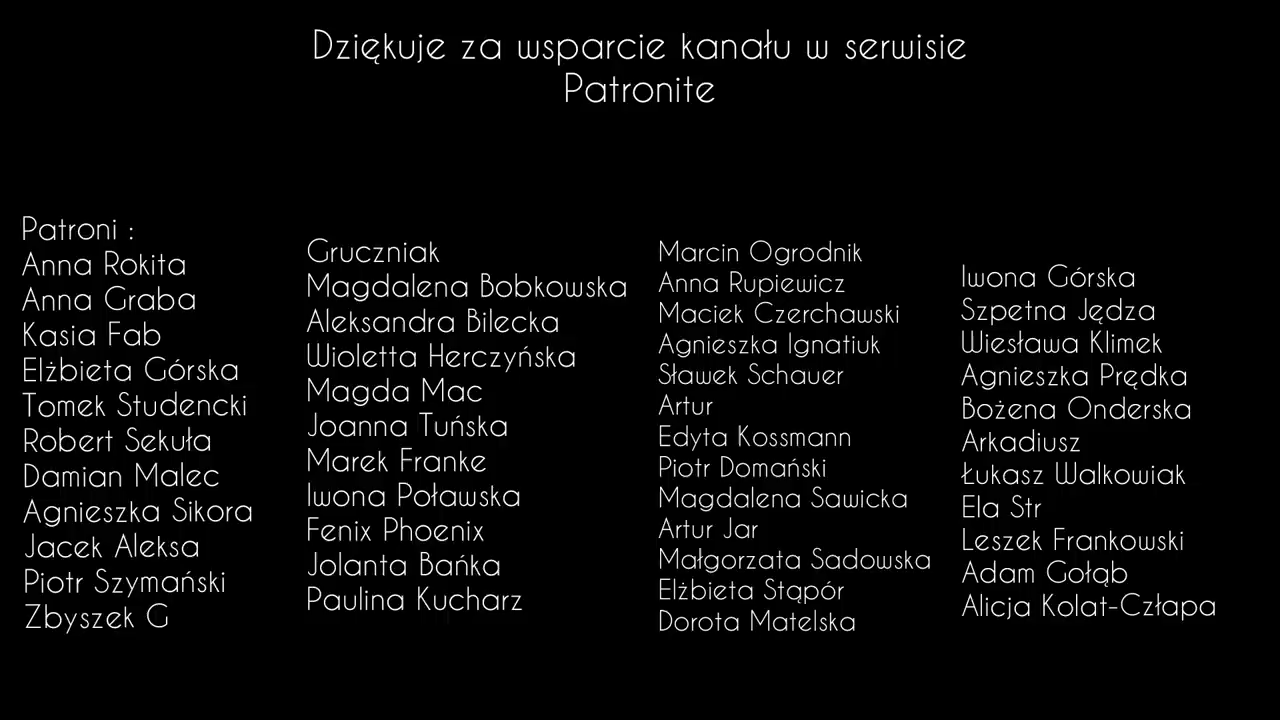 Dziękuje za wsparcie kanału w serwisie
Patronite
Patroni :
Anna Rokita
Anna Graba
Kasia Fab
Elżbieta Górska
Tomek Studencki
Robert Sekuła
Damian Malec
Agnieszka Sikora
Jacek Aleksa
Piotr Szymański
Zbyszek G
Gruczniak
Magdalena Bobkowska
Aleksandra Bilecka
Wioletta Herczyńska
Magda Mac
Joanna Tuńska
Marek Franke
Iwona Poławska
Fenix Phoenix
Jolanta Bańka
Paulina Kucharz
Marcin Ogrodnik
Anna Rupiewicz
Maciek Czerchawski
Agnieszka Ignatiuk
Sławek Schauer
Artur
Edyta Kossmann
Piotr Domański
Magdalena Sawicka
Artur Jar
Małgorzata Sadowska
Elżbieta Stąpór
Dorota Matelska
Iwona Górska
Szpetna Jędza
Wiesława Klimek
Agnieszka Prędka
Bożena Onderska
Arkadiusz
Łukasz Walkowiak
Ela Str
Leszek Frankowski
Adam Gołąb
Alicja Kolat-Człapa